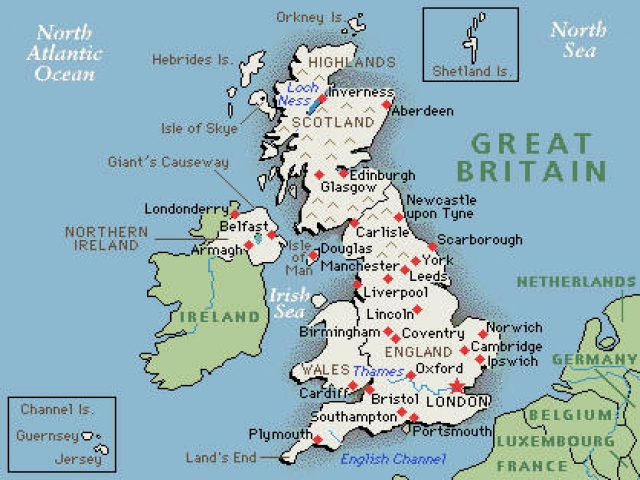 Orkney Is.
North
Atlantic
Ocean
Hebrides Is.
HIGHLANDS
Shetland Is.
North
Sea
Loch
Ness
Inverness
Aberdeen
Isle of Skye
SCOTLAND
GREAT
BRITAIN
Giant's Causeway
Edinburgh
Glasgow
Londonderry
Newcastle
upon Tyne
Belfast
Carlisle
NORTHERN
IRELAND
Armagh
Isle
of
Man
Douglas
Scarborough
Manchester
York
Leeds
Irish
Sea
Liverpool
NETHERLANDS
IRELAND
Lincoln
Birmingham
Coventry
Norwich
Cambridge
ENGLAND
Ipswich
GERMANY
WALES
Thames
Oxford
Cardiff
Bristol
LONDON
Channel Is.
Guernsey
Jersey
Southampton
Portsmouth
BELGIUM
Plymouth
LUXEMBOURG
Land's End
English Channel
FRANCE